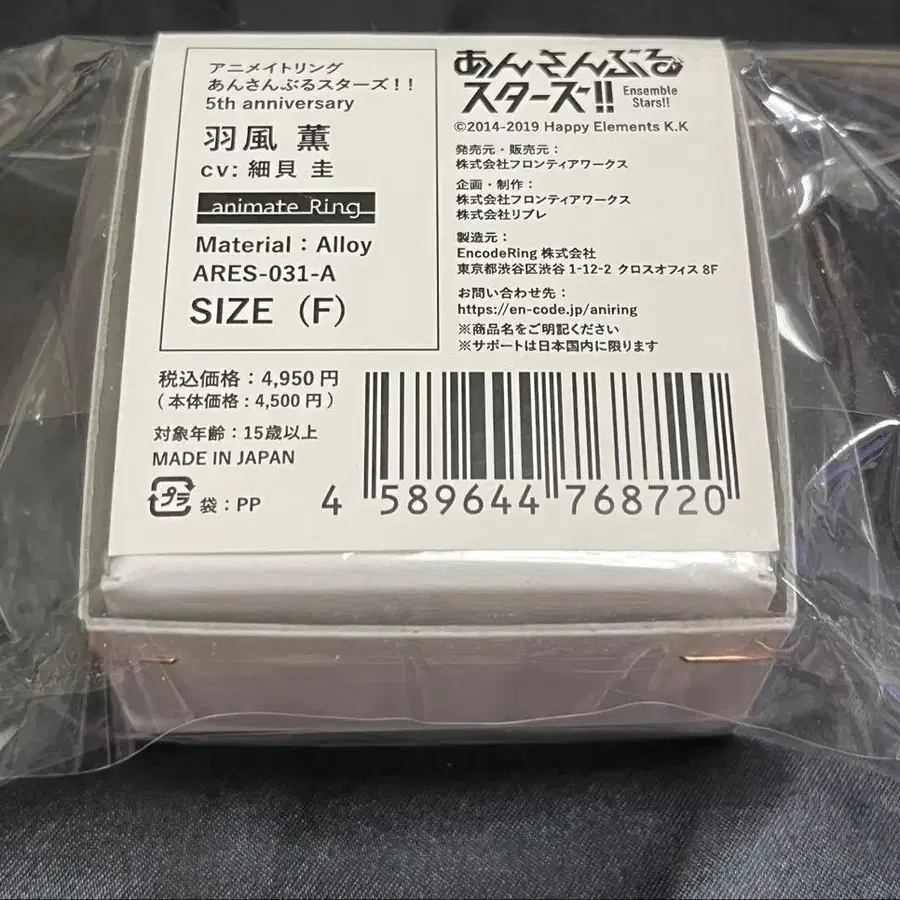 アニメイトリング
あんさんぶるスターズ！！
5th anniversary
羽風 薫
cv: 細貝 圭
animate Ring
Material：Alloy
ARES-031-A
SIZE（F）
あんさんぶる
スターズ!!
Ensemble
Stars!!
©2014-2019 Happy Elements K.K
発売元・販売元：
株式会社フロンティアワークス
企画・制作：
株式会社フロンティアワークス
株式会社リブレ
製造元：
EncodeRing 株式会社
東京都渋谷区渋谷 1-12-2 クロスオフィス 8F
お問い合わせ先：
https://en-code.jp/aniring
※商品名をご明記ください
※サポートは日本国内に限ります
税込価格：4,950 円
（本体価格：4,500 円）
対象年齢：15歳以上
MADE IN JAPAN
プラ 袋：PP
4 589644 768720